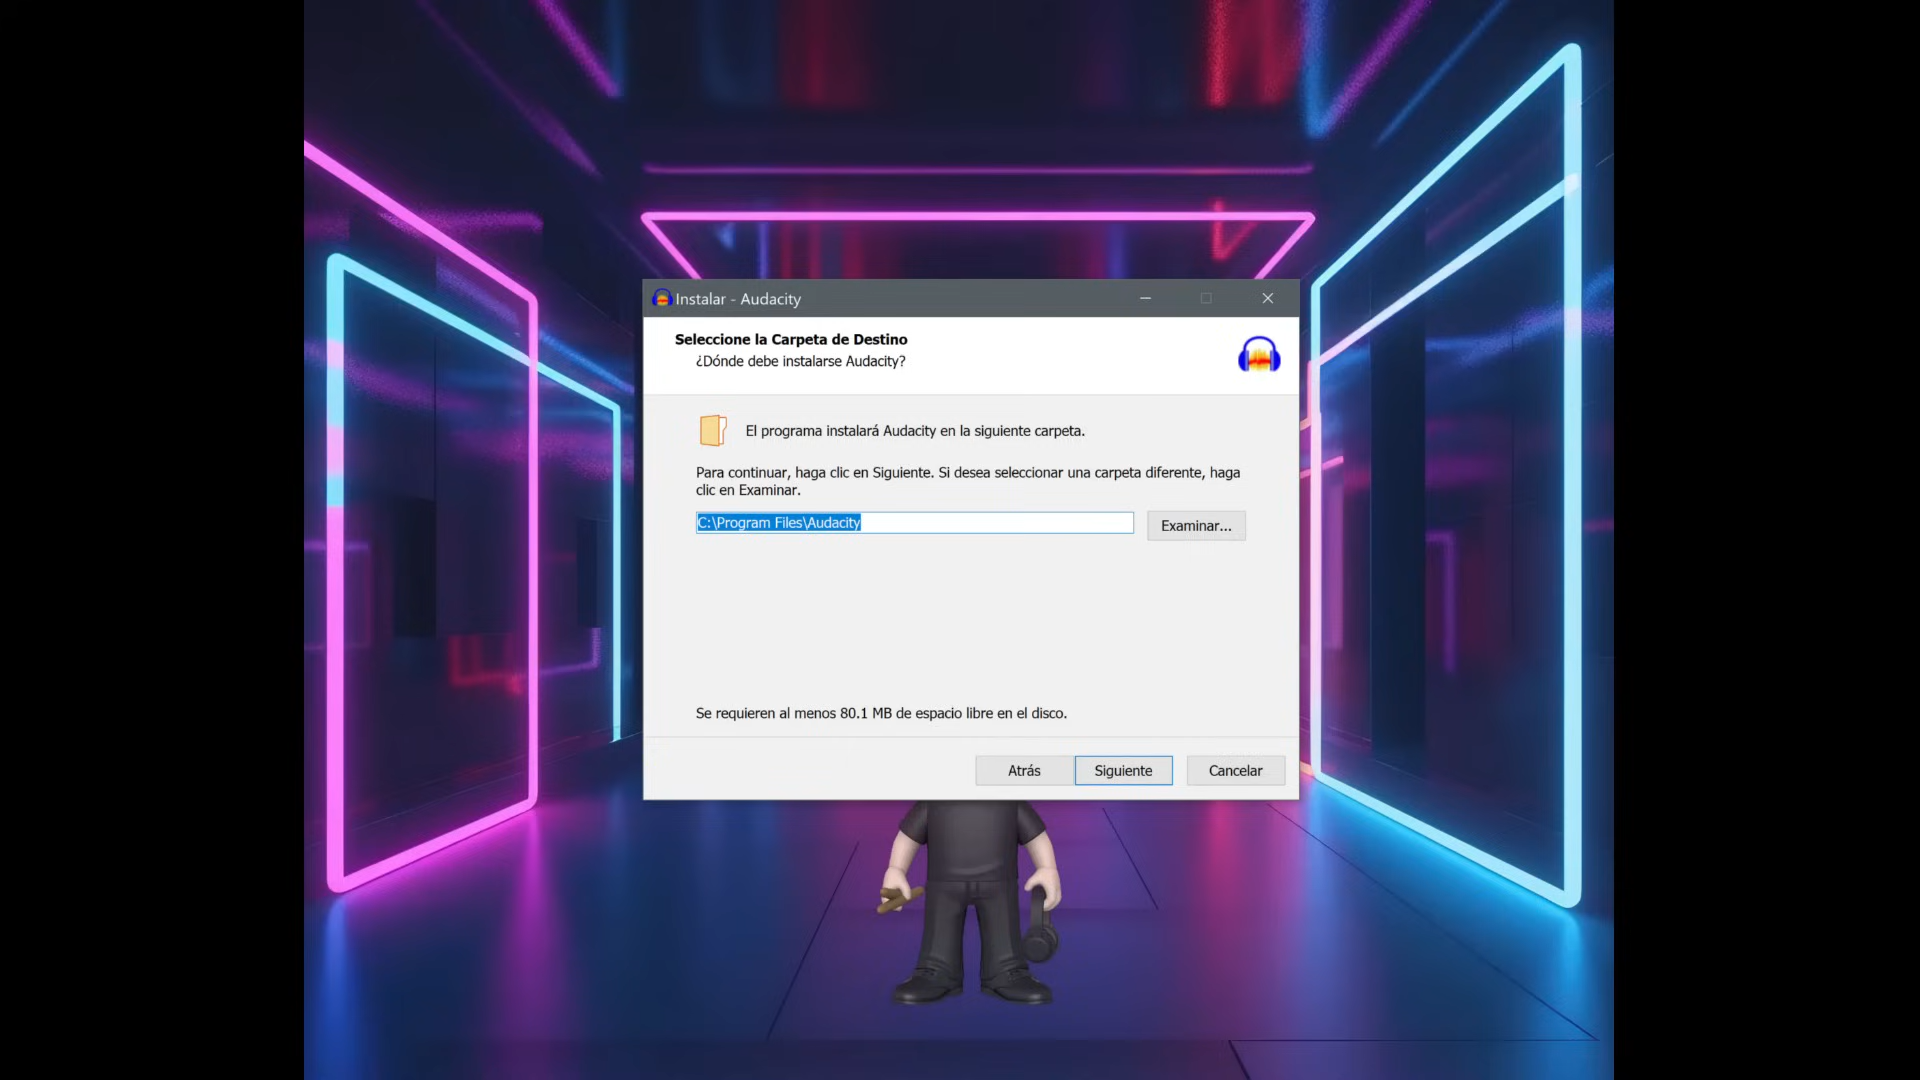 Instalar - Audacity
Seleccione la Carpeta de Destino
¿Dónde debe instalarse Audacity?
El programa instalará Audacity en la siguiente carpeta.
Para continuar, haga clic en Siguiente. Si desea seleccionar una carpeta diferente, haga
clic en Examinar.
C:\Program Files\Audacity
Examinar...
Se requieren al menos 80.1 MB de espacio libre en el disco.
Atrás
Siguiente
Cancelar